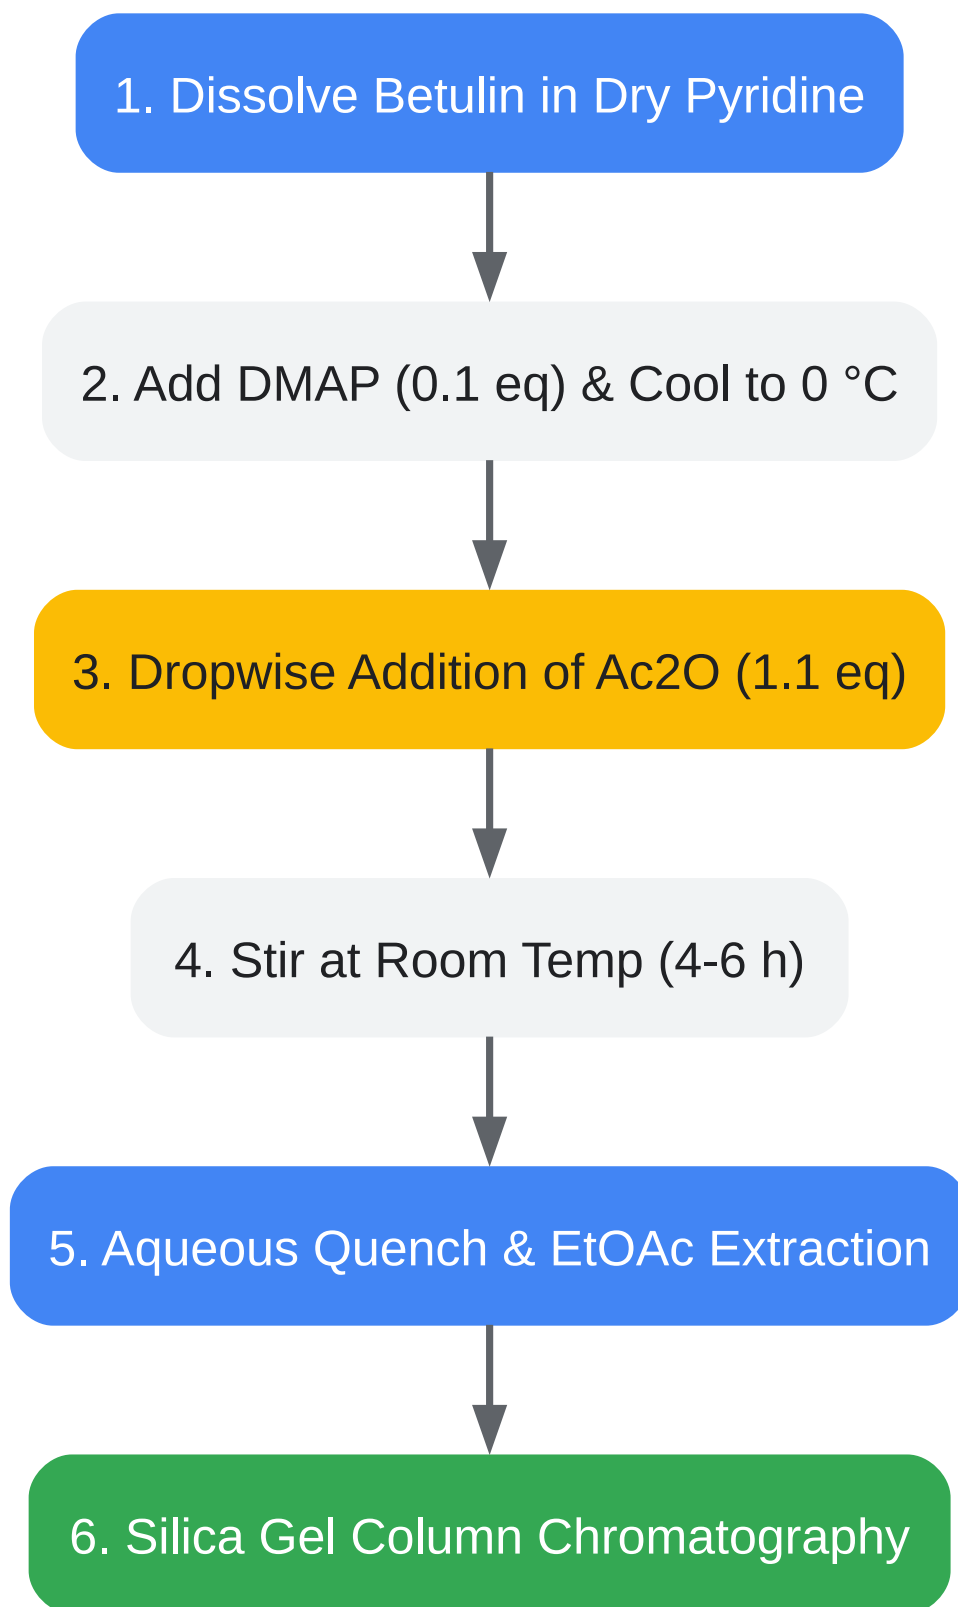 1. Dissolve Betulin in Dry Pyridine
2. Add DMAP (0.1 eq) & Cool to 0 °C
3. Dropwise Addition of Ac2O (1.1 eq)
4. Stir at Room Temp (4-6 h)
5. Aqueous Quench & EtOAc Extraction
6. Silica Gel Column Chromatography